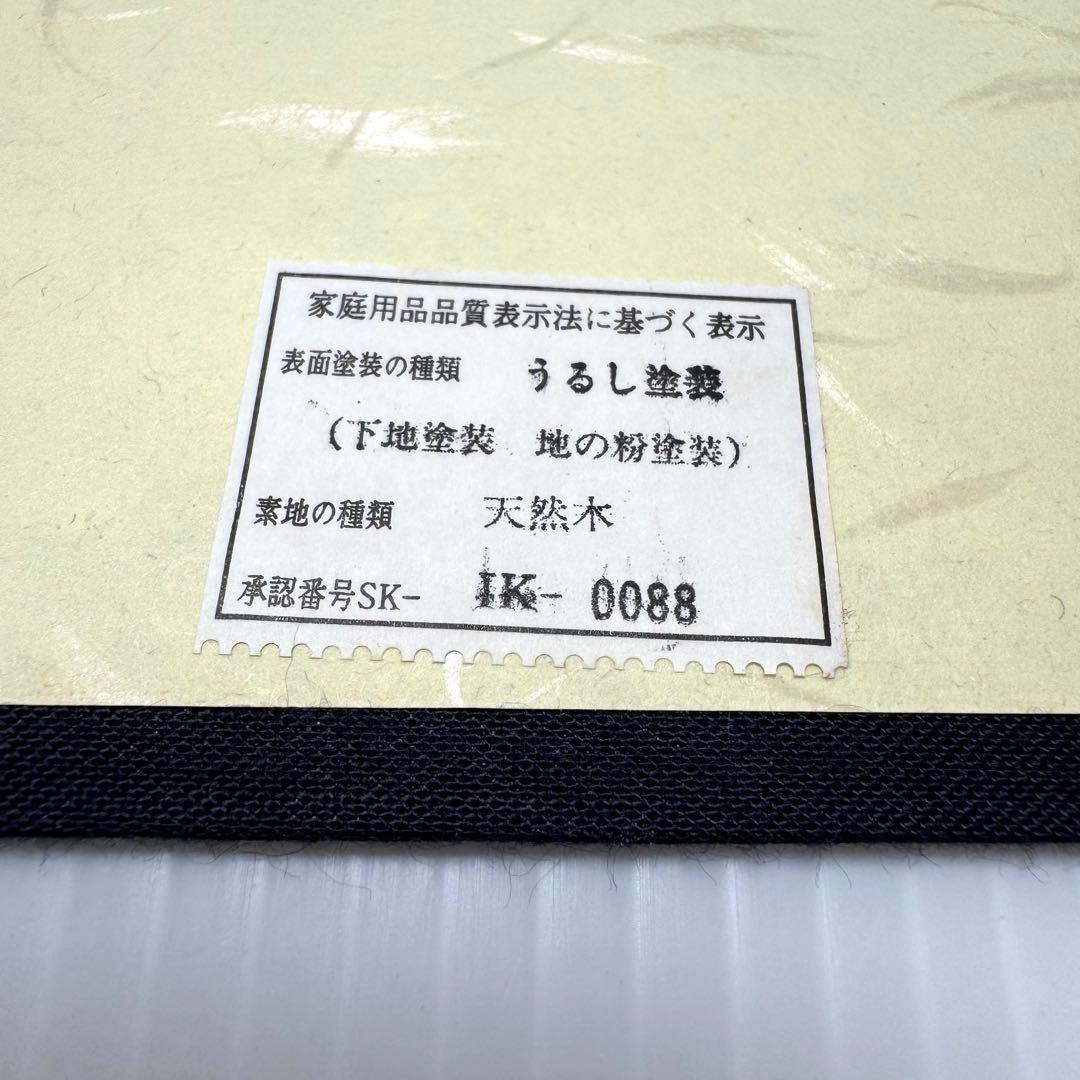 家庭用品品質表示法に基づく表示
表面塗装の種類 うるし塗装
(下地塗装 地の粉塗装)
素地の種類 天然木
承認番号SK- IK- 0088